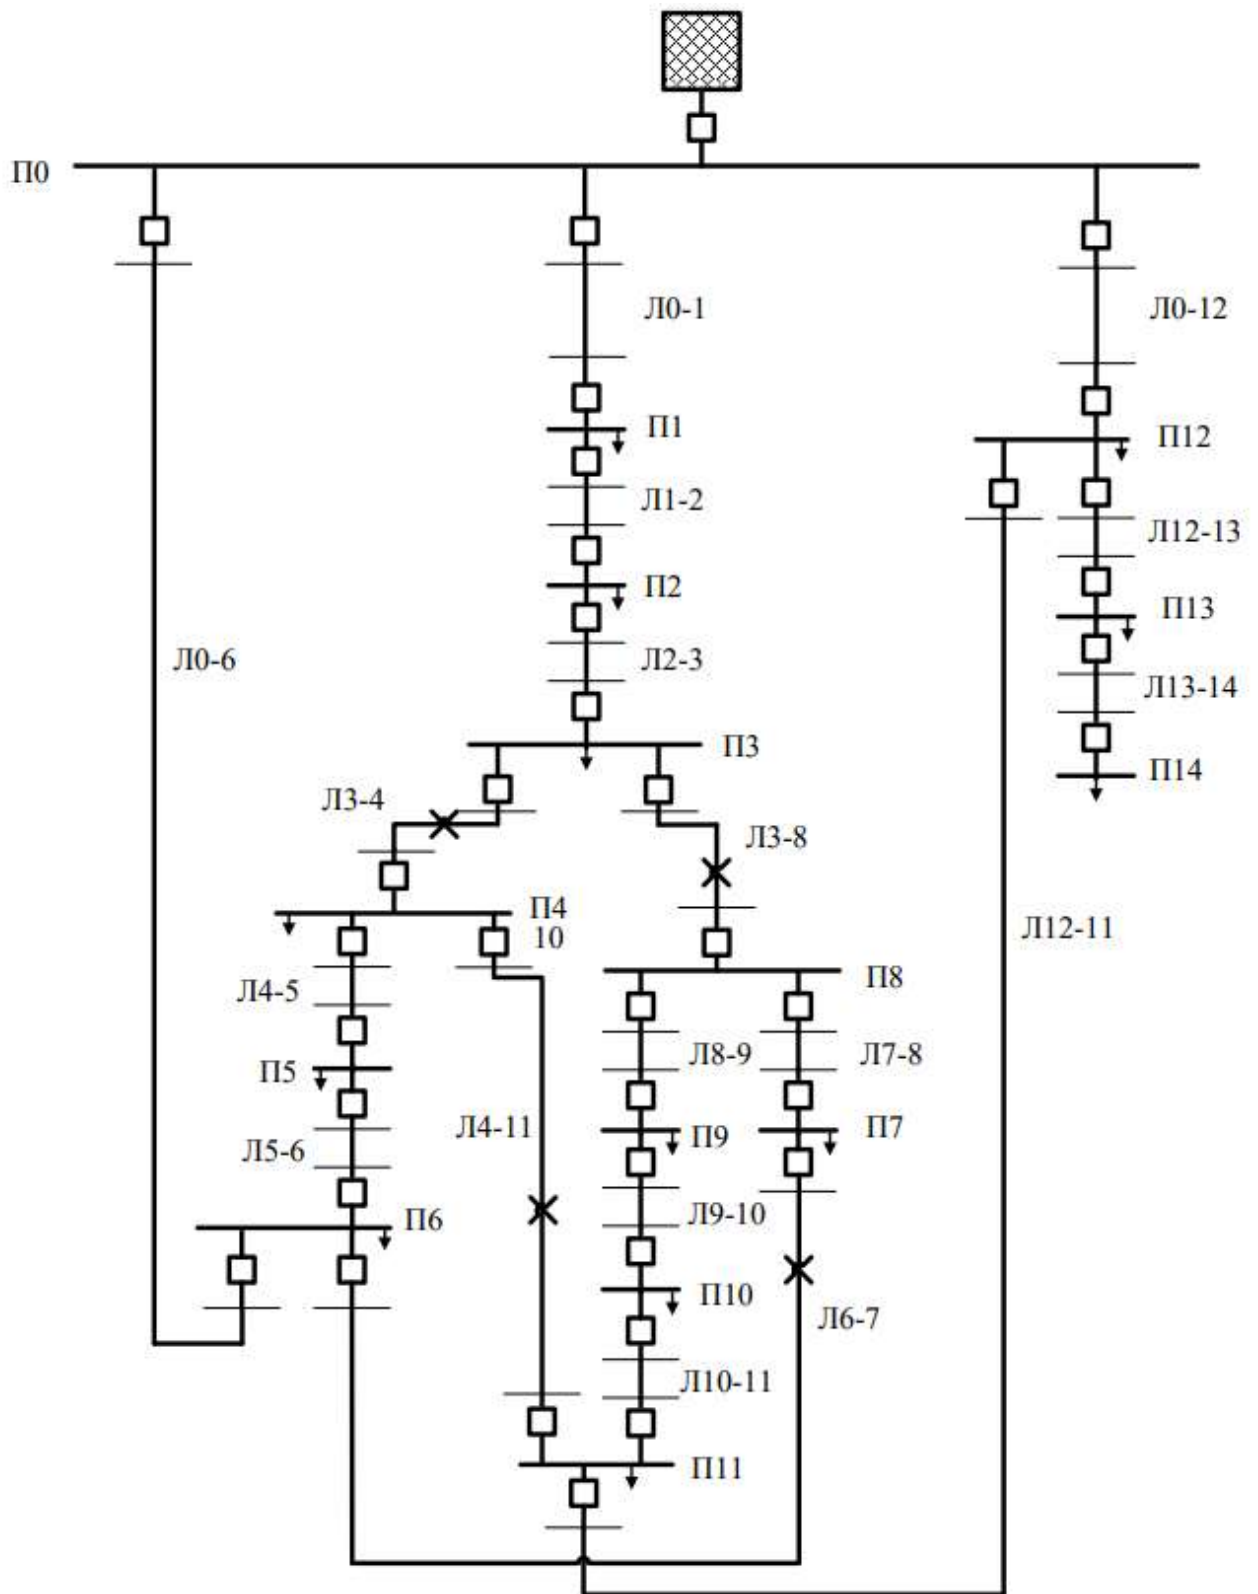 П0
Л0-1
Л0-12
П1
П12
Л1-2
Л12-13
П2
П13
Л0-6
Л2-3
Л13-14
П3
П14
Л3-4
Л3-8
П4
10
Л12-11
П8
Л4-5
Л8-9
Л7-8
П5
Л4-11
П9
П7
Л5-6
П6
Л9-10
П10
Л6-7
Л10-11
П11